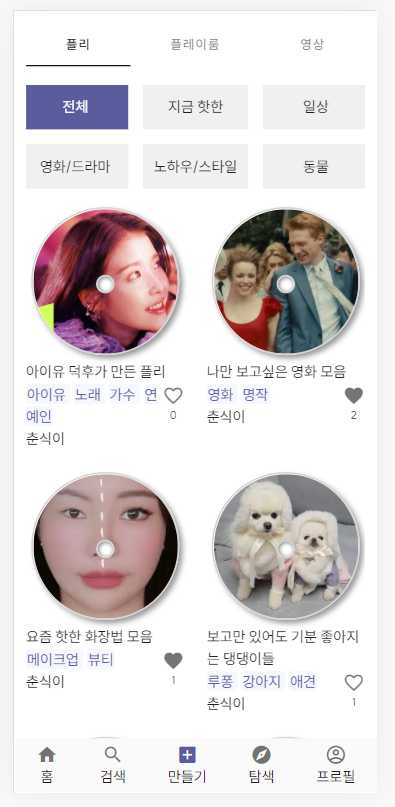 플리 플레이룸 영상
전체 지금 핫한 일상
영화/드라마 노하우/스타일 동물
아이유 덕후가 만든 플리
아이유 노래 가수 연
예인
0
춘식이
나만 보고싶은 영화 모음
영화 명작
2
춘식이
요즘 핫한 화장법 모음
메이크업 뷰티
1
춘식이
보고만 있어도 기분 좋아지
는 댕댕이들
루퐁 강아지 애견
1
춘식이
홈 검색 만들기 탐색 프로필